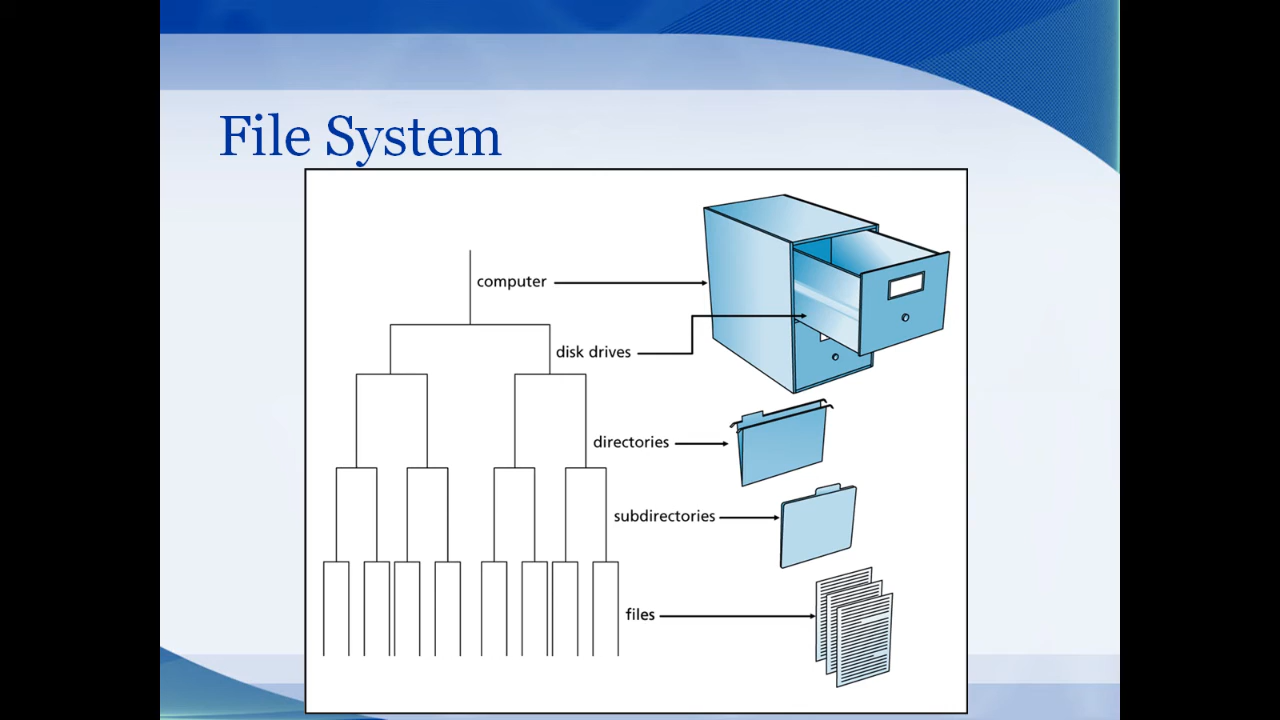 File System
computer
disk drives
directories
subdirectories
files